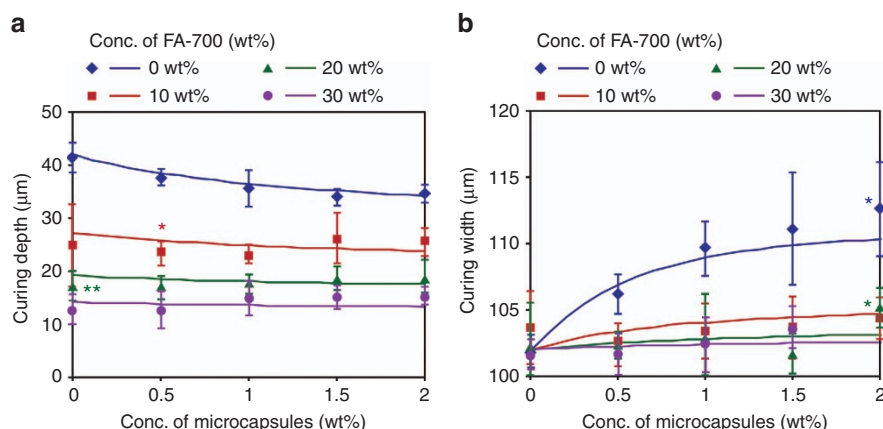 a
Conc. of FA-700 (wt%)
0 wt%
20 wt%
10 wt%
30 wt%
50
40
30
20
10
0
*
**
0
0.5
1
1.5
2
Curing depth (μm)
Conc. of microcapsules (wt%)
b
Conc. of FA-700 (wt%)
0 wt%
20 wt%
10 wt%
30 wt%
120
115
110
105
100
*
*
0
0.5
1
1.5
2
Curing width (μm)
Conc. of microcapsules (wt%)